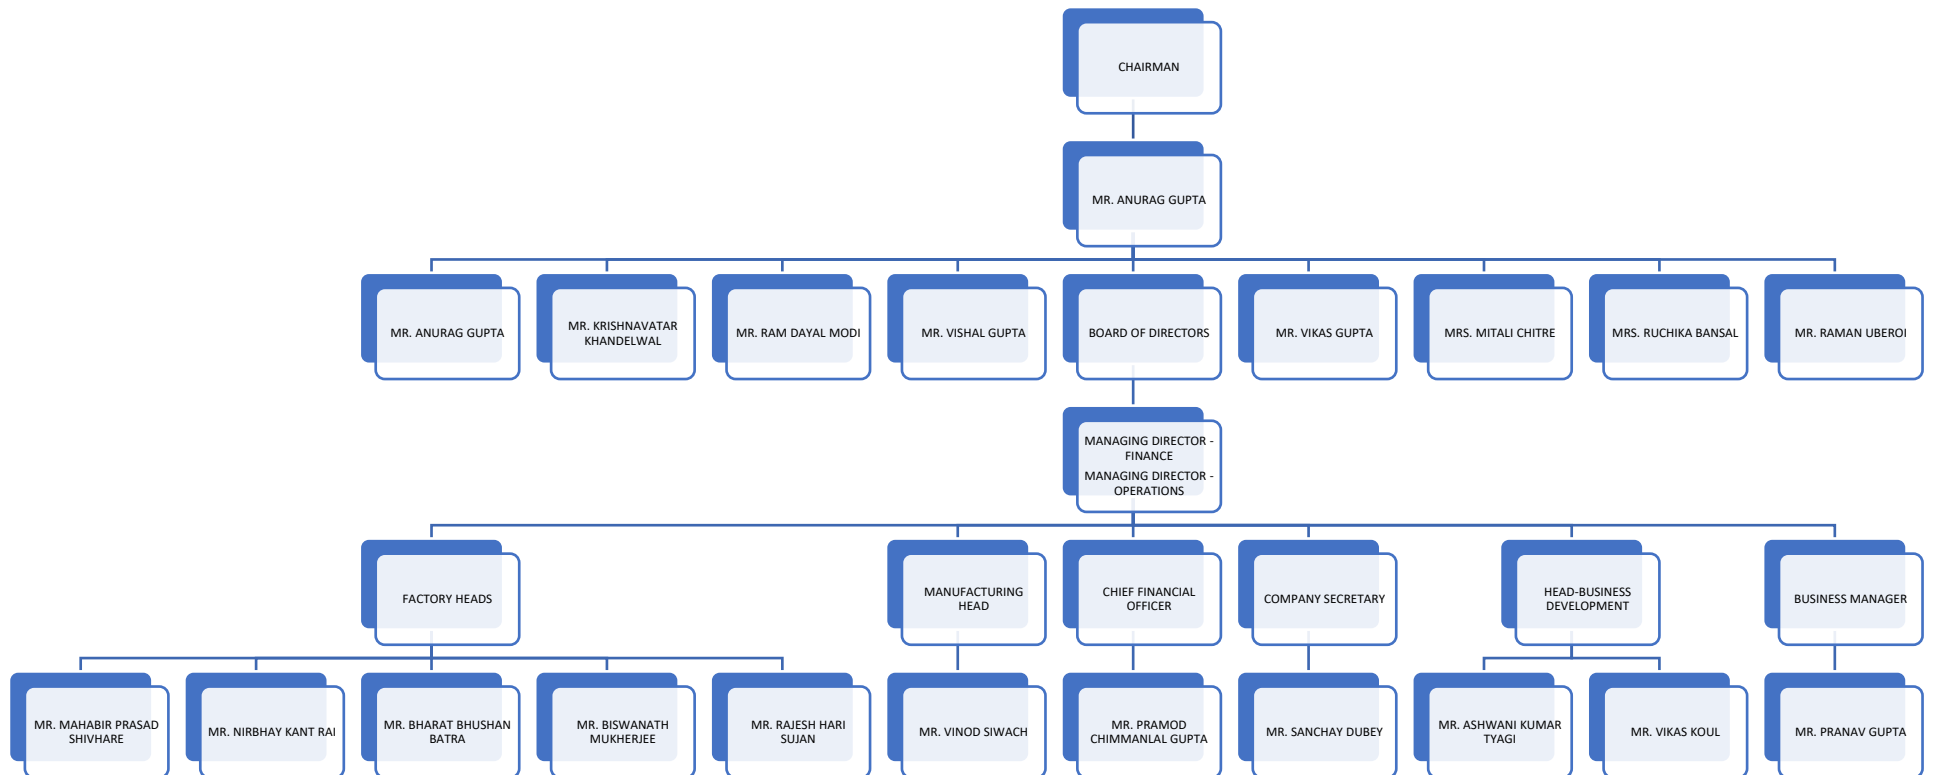 CHAIRMAN
MR. ANURAG GUPTA
MR. ANURAG GUPTA
MR. KRISHNAVATAR
KHANDELWAL
MR. RAM DAYAL MODI
MR. VISHAL GUPTA
BOARD OF DIRECTORS
MR. VIKAS GUPTA
MRS. MITALI CHITRE
MRS. RUCHIKA BANSAL
MR. RAMAN UBEROI
MANAGING DIRECTOR -
FINANCE
MANAGING DIRECTOR -
OPERATIONS
FACTORY HEADS
MANUFACTURING
HEAD
CHIEF FINANCIAL
OFFICER
COMPANY SECRETARY
HEAD-BUSINESS
DEVELOPMENT
BUSINESS MANAGER
MR. MAHABIR PRASAD
SHIVHARE
MR. NIRBHAY KANT RAI
MR. BHARAT BHUSHAN
BATRA
MR. BISWANATH
MUKHERJEE
MR. RAJESH HARI
SUJAN
MR. VINOD SIWACH
MR. PRAMOD
CHIMMANLAL GUPTA
MR. SANCHAY DUBEY
MR. ASHWANI KUMAR
TYAGI
MR. VIKAS KOUL
MR. PRANAV GUPTA